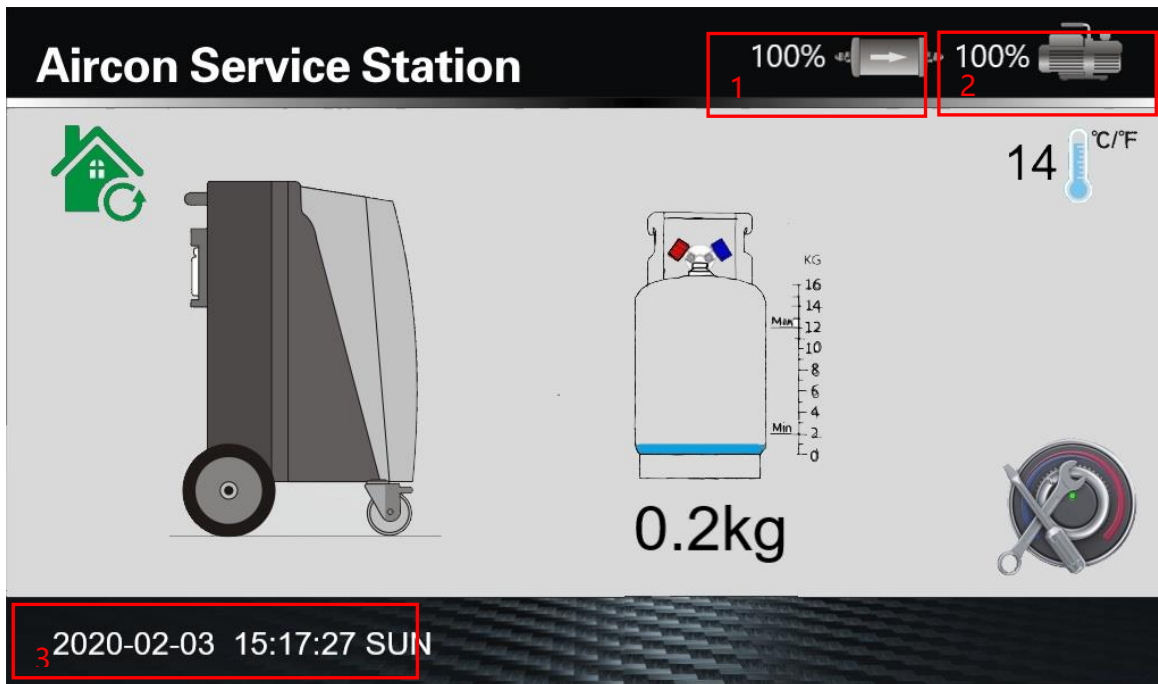 Aircon Service Station
100%
100%
1
2
14 °C/°F
KG
16
14
Max 12
10
8
6
4
Min 2
0
0.2kg
3 2020-02-03 15:17:27 SUN